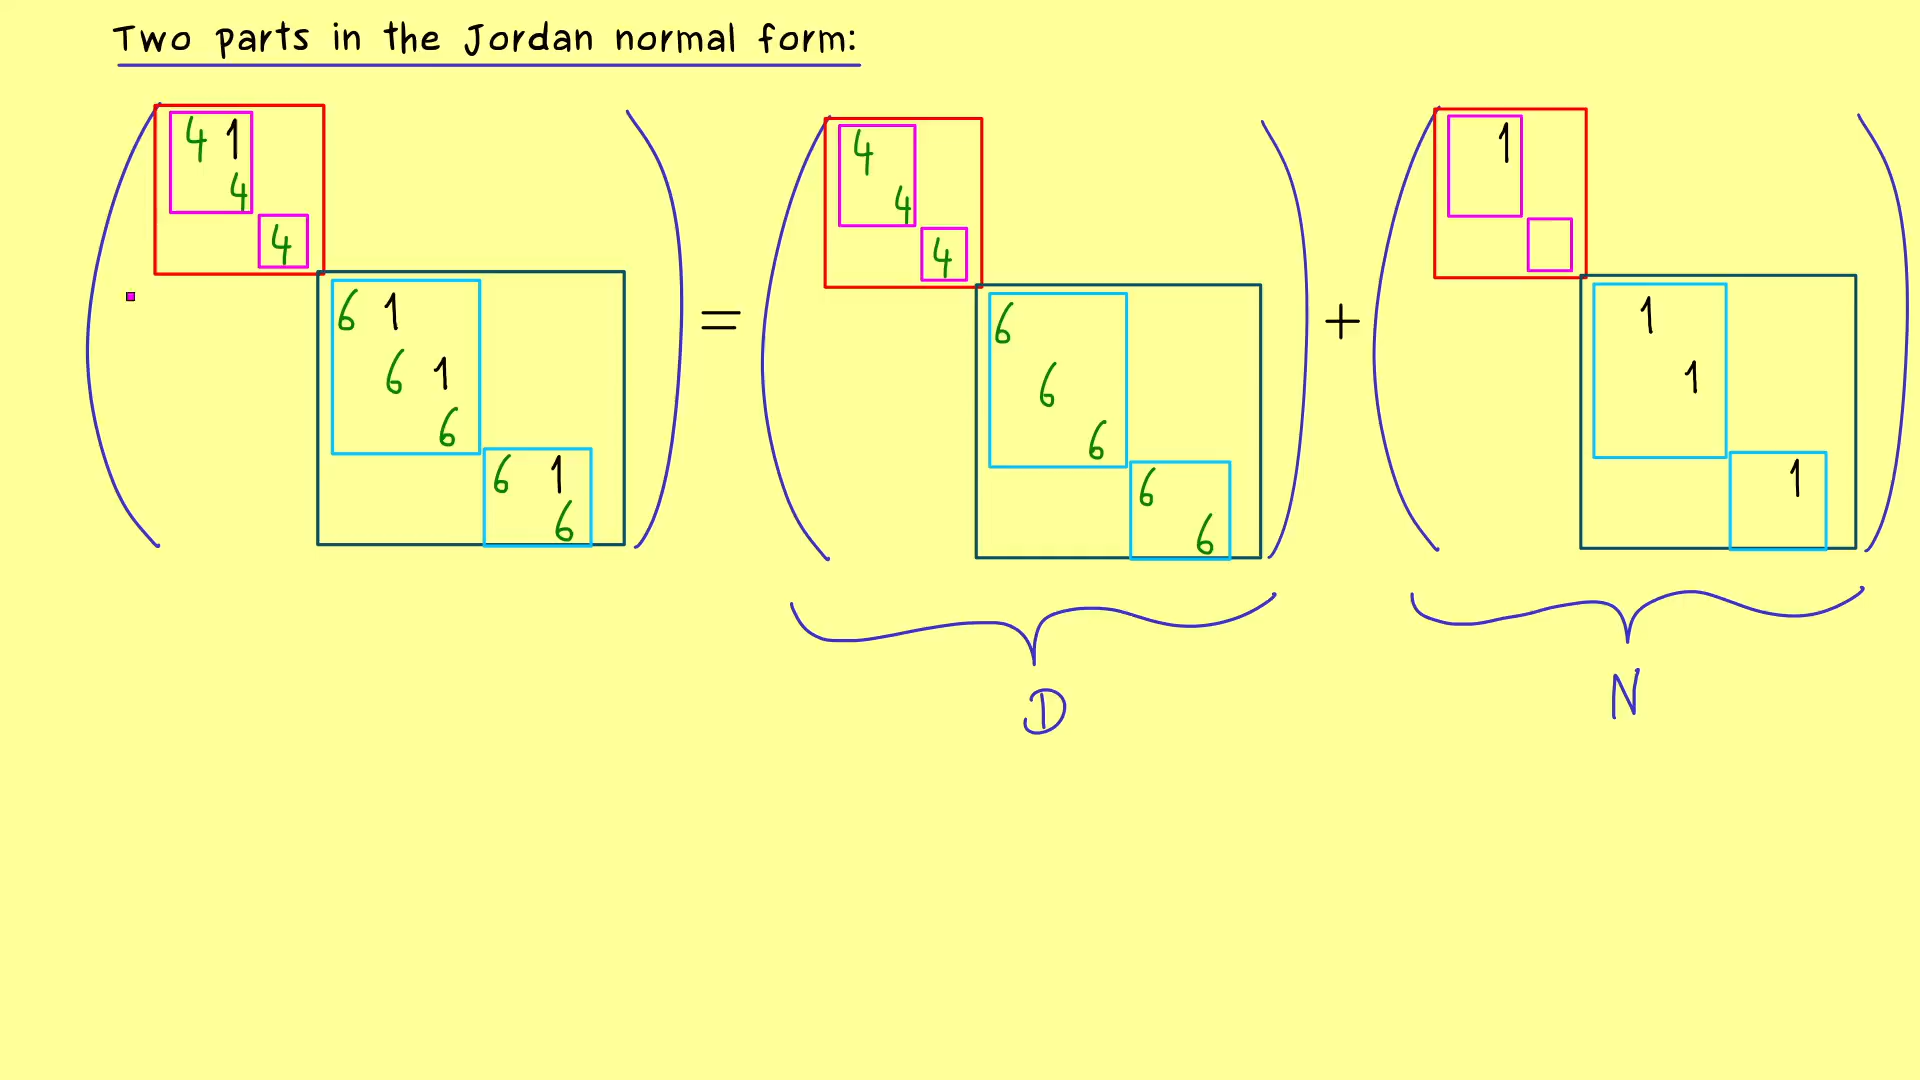 Two parts in the Jordan normal form:
4 1 4 1
4 4
4 4
6 1 = 6 + 1
6 1 6 1
6 6
6 1 6 1
6 6
D N